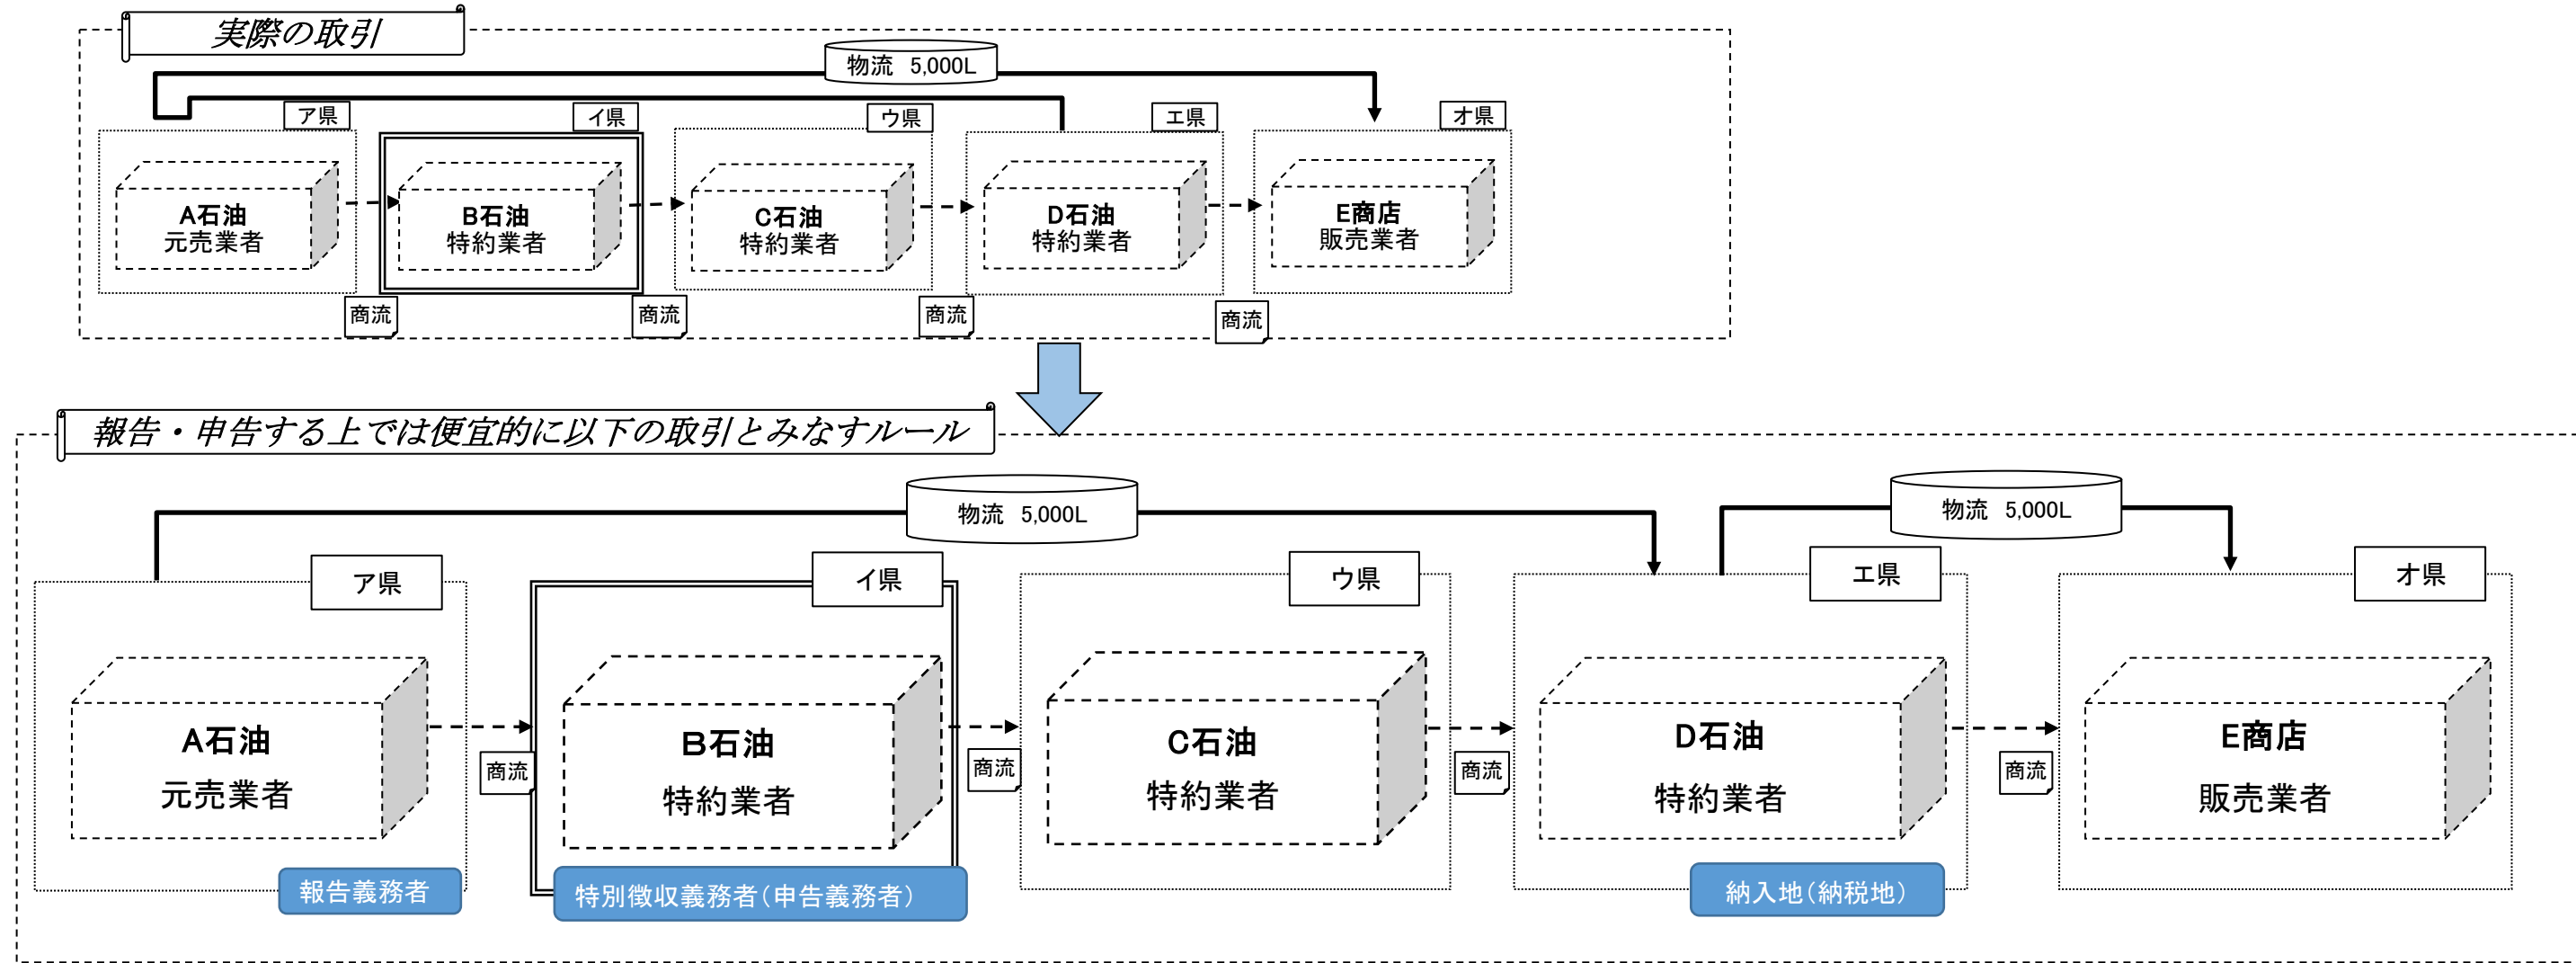 実際の取引
物流　5,000L
ア県
イ県
ウ県
エ県
オ県
A石油
元売業者
B石油
特約業者
C石油
特約業者
D石油
特約業者
E商店
販売業者
商流
商流
商流
商流
報告・申告する上では便宜的に以下の取引とみなすルール
物流　5,000L
物流　5,000L
ア県
イ県
ウ県
エ県
オ県
A石油
元売業者
B石油
特約業者
C石油
特約業者
D石油
特約業者
E商店
販売業者
商流
商流
商流
商流
報告義務者
特別徴収義務者（申告義務者）
納入地（納税地）